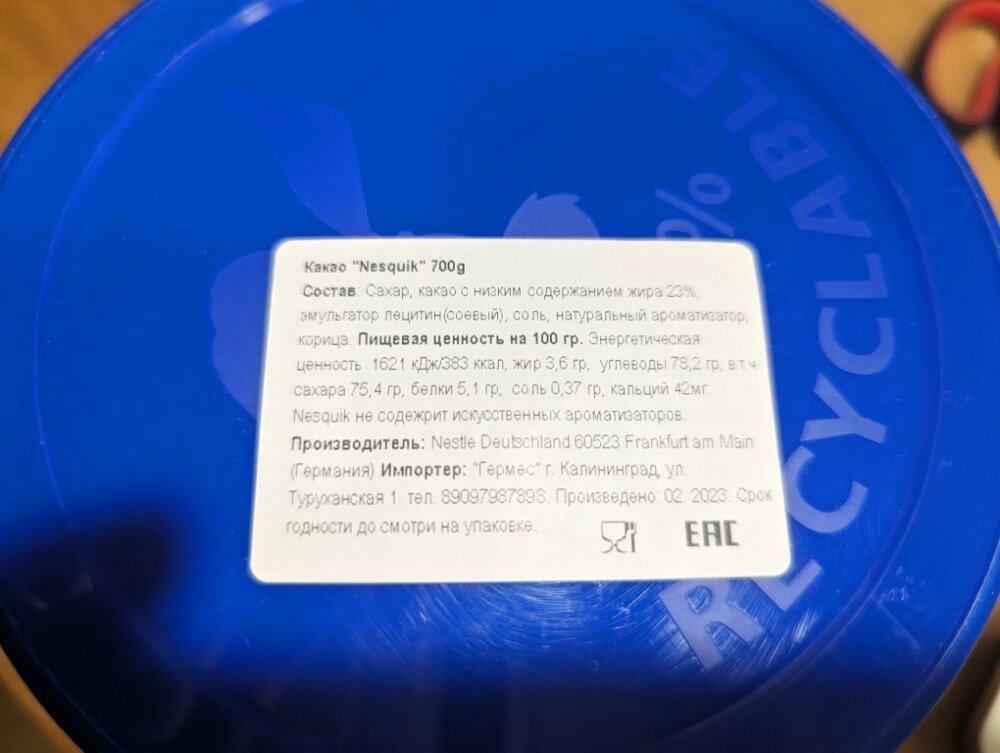 % RECYCLABLE
Какао "Nesquik" 700g
Состав: Сахар, какао с низким содержанием жира 23%,
эмульгатор лецитин(соевый), соль, натуральный ароматизатор,
корица. Пищевая ценность на 100 гр. Энергетическая
ценность 1621 кДж/383 ккал, жир 3,6 гр, углеводы 78,2 гр, в т.ч
сахара 75,4 гр, белки 5,1 гр, соль 0,37 гр, кальций 42мг.
Nesquik не содежрит искусственных ароматизаторов.
Производитель: Nestle Deutschland 60523 Frankfurt am Main
(Германия) Импортер: "Гермес" г. Калининград, ул.
Туруханская 1. тел. 89097987898. Произведено: 02. 2023. Срок
годности до смотри на упаковке.
EAC